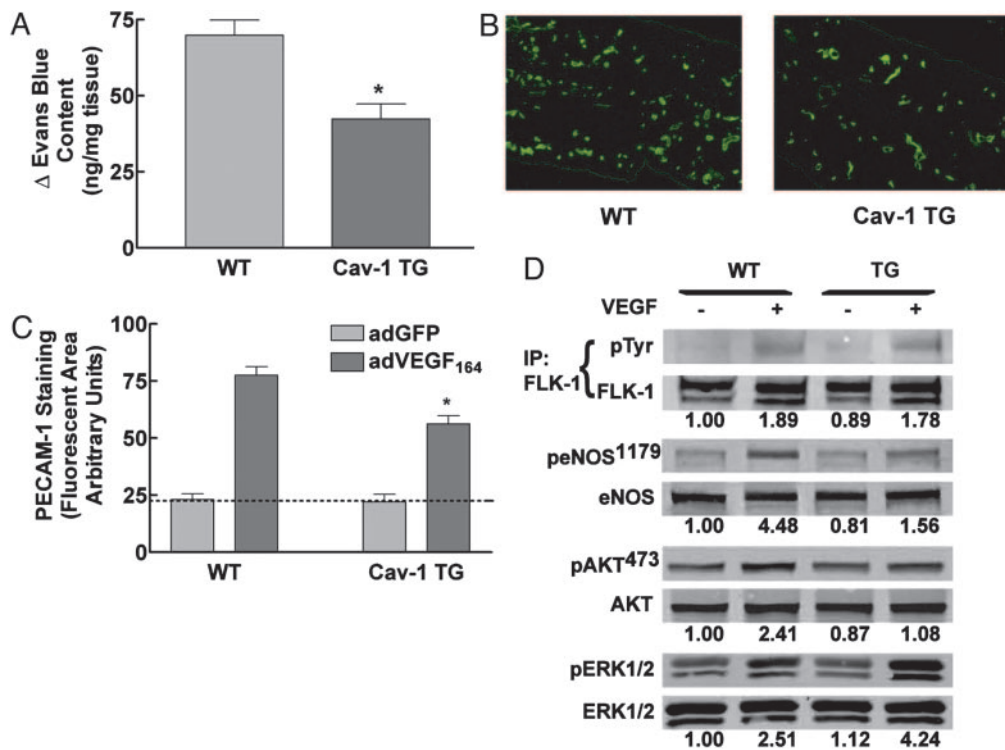 A
Δ Evans Blue
Content
(ng/mg tissue)
75
50
25
0
*
WT
Cav-1 TG
B
WT
Cav-1 TG
C
PECAM-1 Staining
(Fluorescent Area
Arbitrary Units)
100
75
50
25
0
adGFP
adVEGF164
*
WT
Cav-1 TG
D
WT TG
VEGF - + - +
IP:
FLK-1
pTyr
FLK-1
1.00 1.89 0.89 1.78
peNOS1179
eNOS
1.00 4.48 0.81 1.56
pAKT473
AKT
1.00 2.41 0.87 1.08
pERK1/2
ERK1/2
1.00 2.51 1.12 4.24